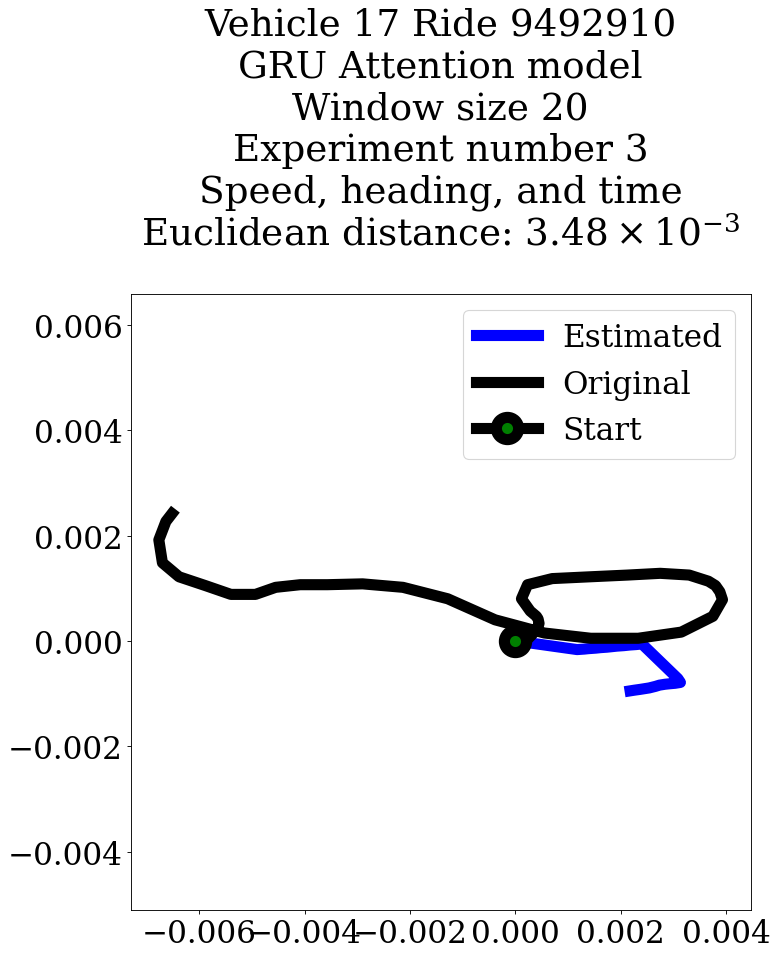 Vehicle 17 Ride 9492910
GRU Attention model
Window size 20
Experiment number 3
Speed, heading, and time
Euclidean distance: 3.48 × 10⁻³
Estimated
Original
Start
0.006
0.004
0.002
0.000
−0.002
−0.004
−0.006 −0.004 −0.002 0.000 0.002 0.004